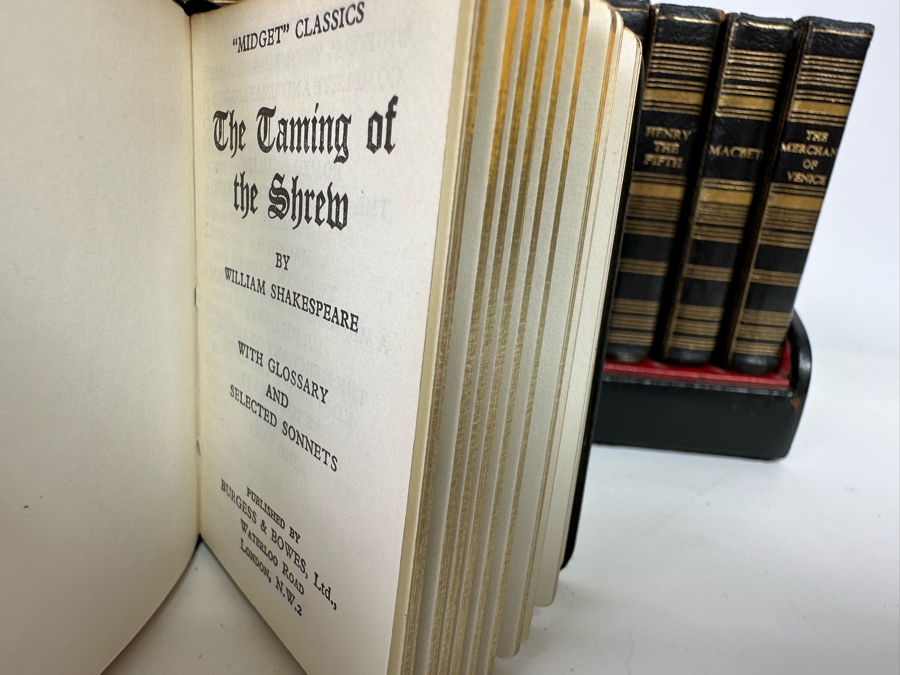 "MIDGET" CLASSICS
The Taming of
the Shrew
BY
WILLIAM SHAKESPEARE
WITH GLOSSARY
AND
SELECTED SONNETS
PUBLISHED BY
BURGESS & BOWES, Ltd.,
WATERLOO ROAD
LONDON, N.W.2
HENRY
THE
FIFTH
MACBET
THE
MERCHAN
OF
VENICE